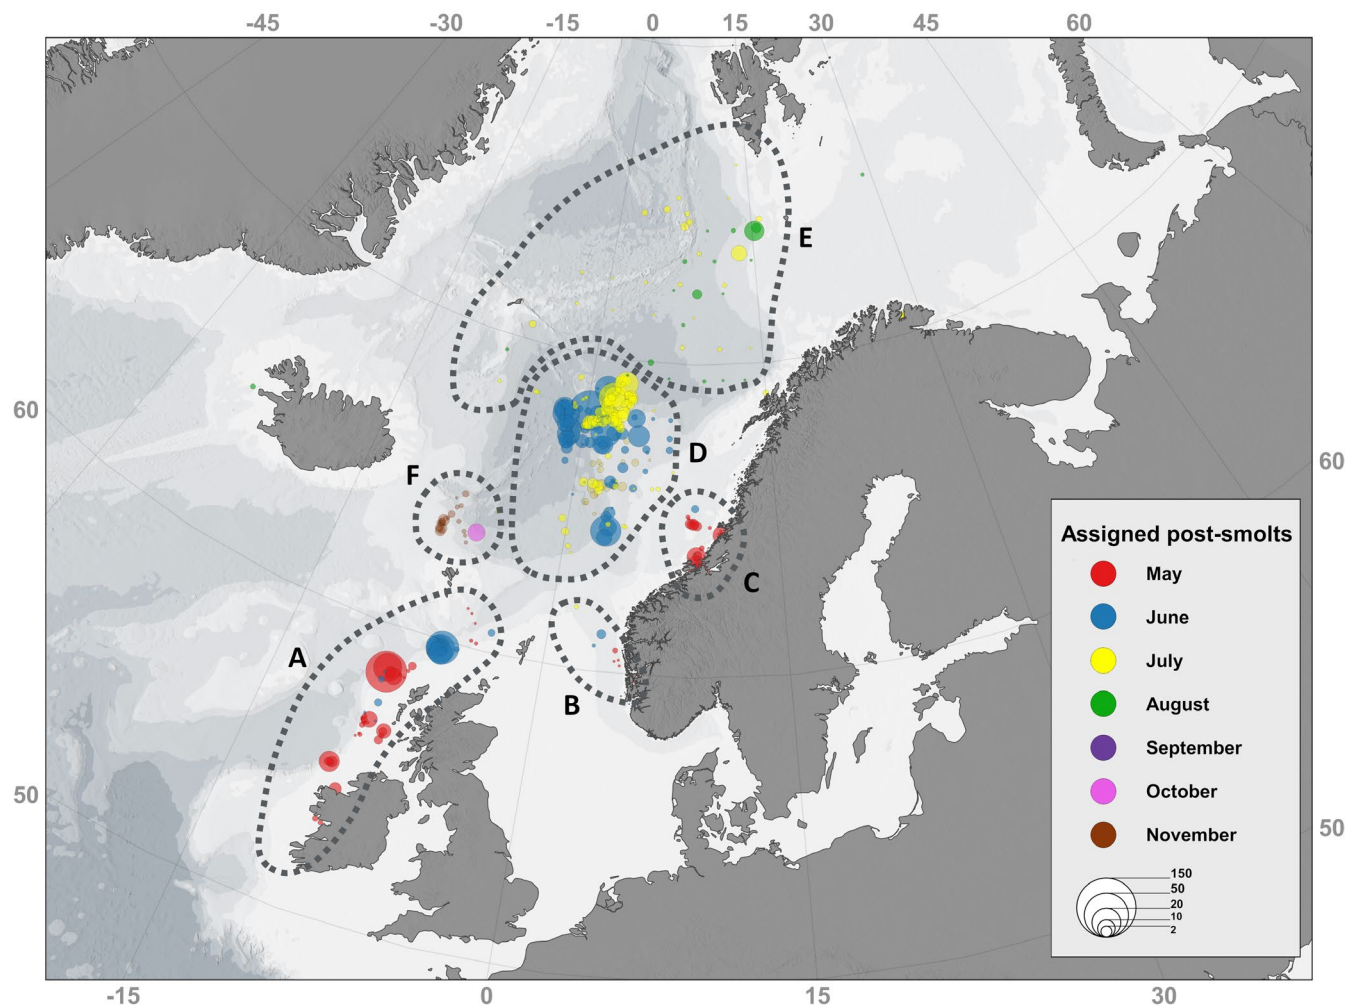 -45 -30 -15 0 15 30 45 60
E
60
D
F
60
C
A
B
50
50
Assigned post-smolts
May
June
July
August
September
October
November
150
50
20
10
2
-15 0 15 30